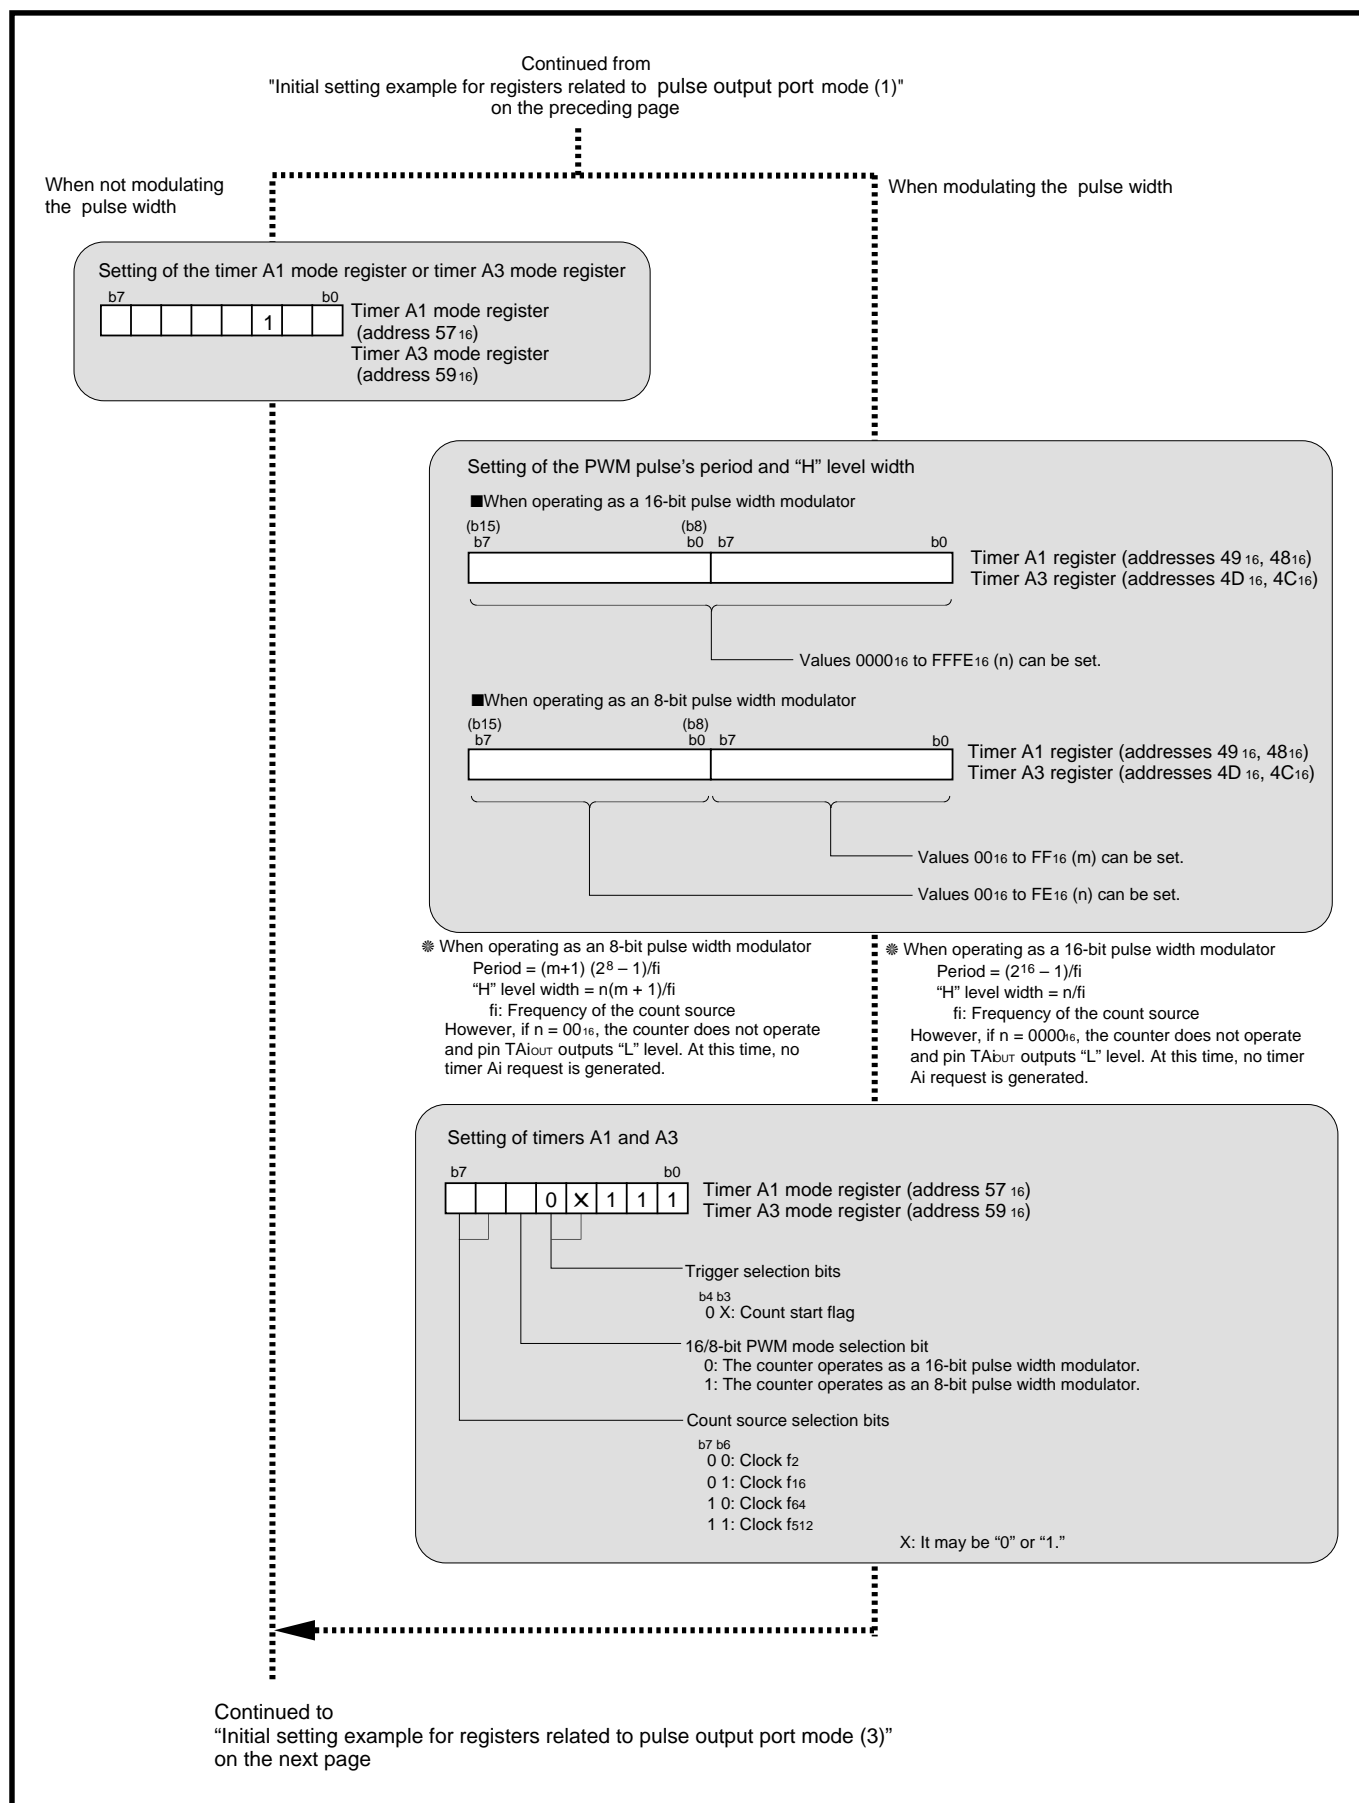 Continued from
"Initial setting example for registers related to pulse output port mode (1)"
on the preceding page
When not modulating
the pulse width
When modulating the pulse width
Setting of the timer A1 mode register or timer A3 mode register
b7 b0
1
Timer A1 mode register
(address 57₁₆)
Timer A3 mode register
(address 59₁₆)
Setting of the PWM pulse’s period and “H” level width
■When operating as a 16-bit pulse width modulator
(b15) (b8)
b7 b0 b7 b0
Timer A1 register (addresses 49₁₆, 48₁₆)
Timer A3 register (addresses 4D₁₆, 4C₁₆)
Values 0000₁₆ to FFFE₁₆ (n) can be set.
■When operating as an 8-bit pulse width modulator
(b15) (b8)
b7 b0 b7 b0
Timer A1 register (addresses 49₁₆, 48₁₆)
Timer A3 register (addresses 4D₁₆, 4C₁₆)
Values 00₁₆ to FF₁₆ (m) can be set.
Values 00₁₆ to FE₁₆ (n) can be set.
❊ When operating as an 8-bit pulse width modulator
Period = (m+1) (2⁸ – 1)/fi
“H” level width = n(m + 1)/fi
fi: Frequency of the count source
However, if n = 00₁₆, the counter does not operate
and pin TAiOUT outputs “L” level. At this time, no
timer Ai request is generated.
❊ When operating as a 16-bit pulse width modulator
Period = (2¹⁶ – 1)/fi
“H” level width = n/fi
fi: Frequency of the count source
However, if n = 0000₁₆, the counter does not operate
and pin TAiOUT outputs “L” level. At this time, no timer
Ai request is generated.
Setting of timers A1 and A3
b7 b0
0 X 1 1 1
Timer A1 mode register (address 57₁₆)
Timer A3 mode register (address 59₁₆)
Trigger selection bits
b4 b3
0 X: Count start flag
16/8-bit PWM mode selection bit
0: The counter operates as a 16-bit pulse width modulator.
1: The counter operates as an 8-bit pulse width modulator.
Count source selection bits
b7 b6
0 0: Clock f₂
0 1: Clock f₁₆
1 0: Clock f₆₄
1 1: Clock f₅₁₂
X: It may be “0” or “1.”
Continued to
“Initial setting example for registers related to pulse output port mode (3)”
on the next page